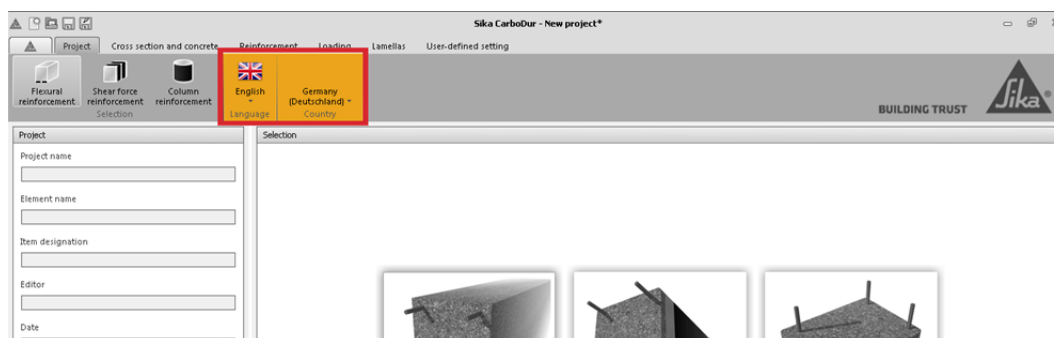 Sika CarboDur - New project*
Project Cross section and concrete Reinforcement Loading Lamellas User-defined setting
Flexural reinforcement
Shear force reinforcement
Column reinforcement
Selection
English
Language
Germany (Deutschland)
Country
BUILDING TRUST
Sika®
Project
Project name
Element name
Item designation
Editor
Date
Selection